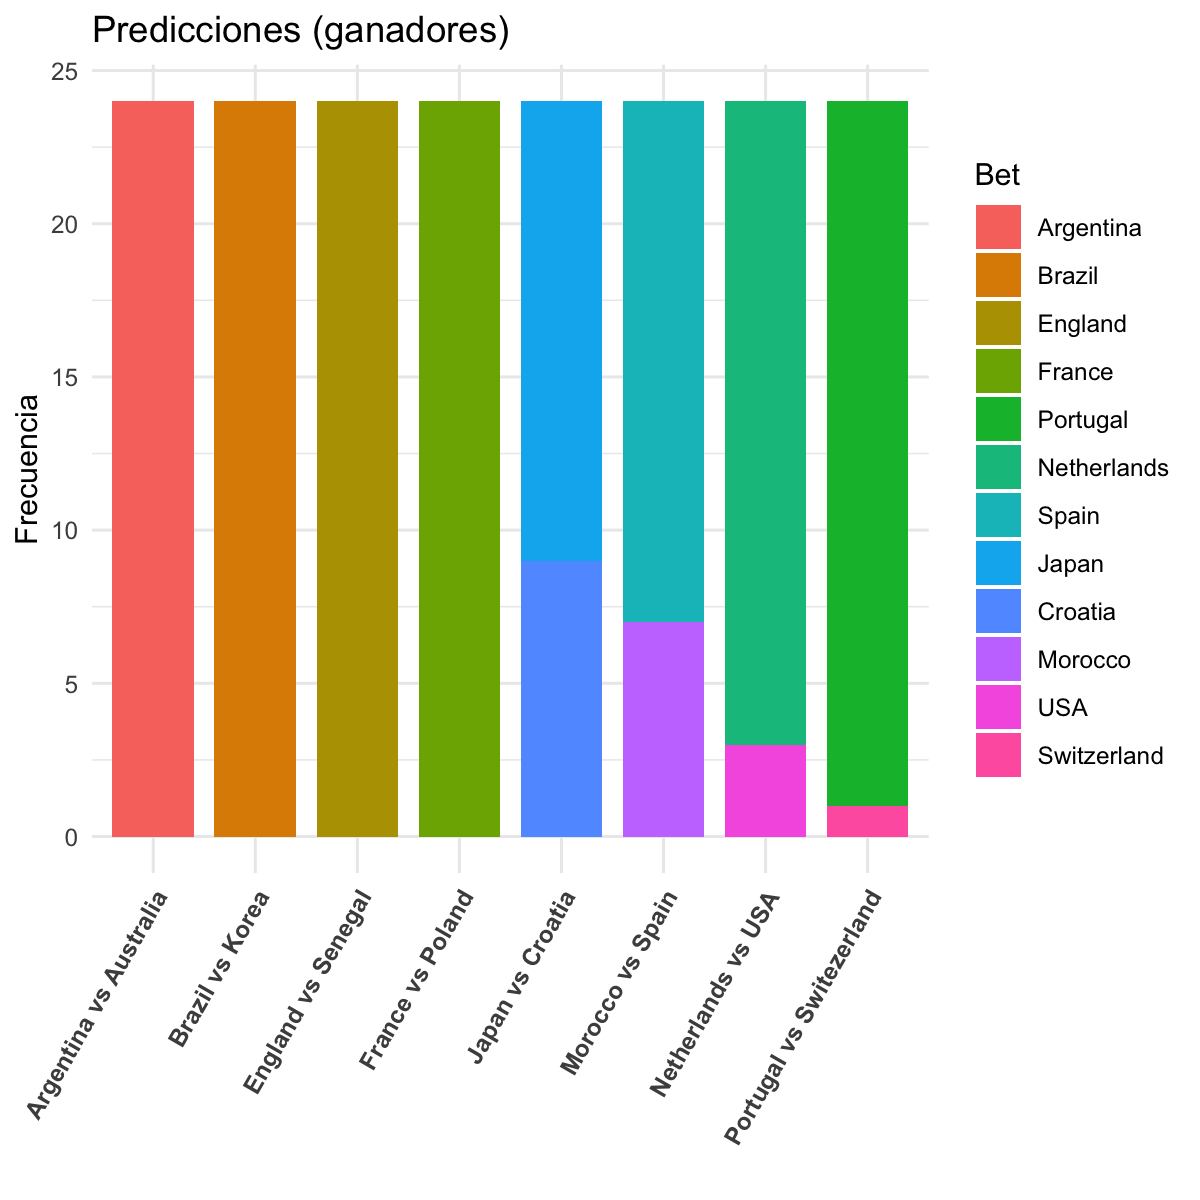 Predicciones (ganadores)
25
20
15
10
5
0
Frecuencia
Argentina vs Australia
Brazil vs Korea
England vs Senegal
France vs Poland
Japan vs Croatia
Morocco vs Spain
Netherlands vs USA
Portugal vs Switezerland
Bet
Argentina
Brazil
England
France
Portugal
Netherlands
Spain
Japan
Croatia
Morocco
USA
Switzerland